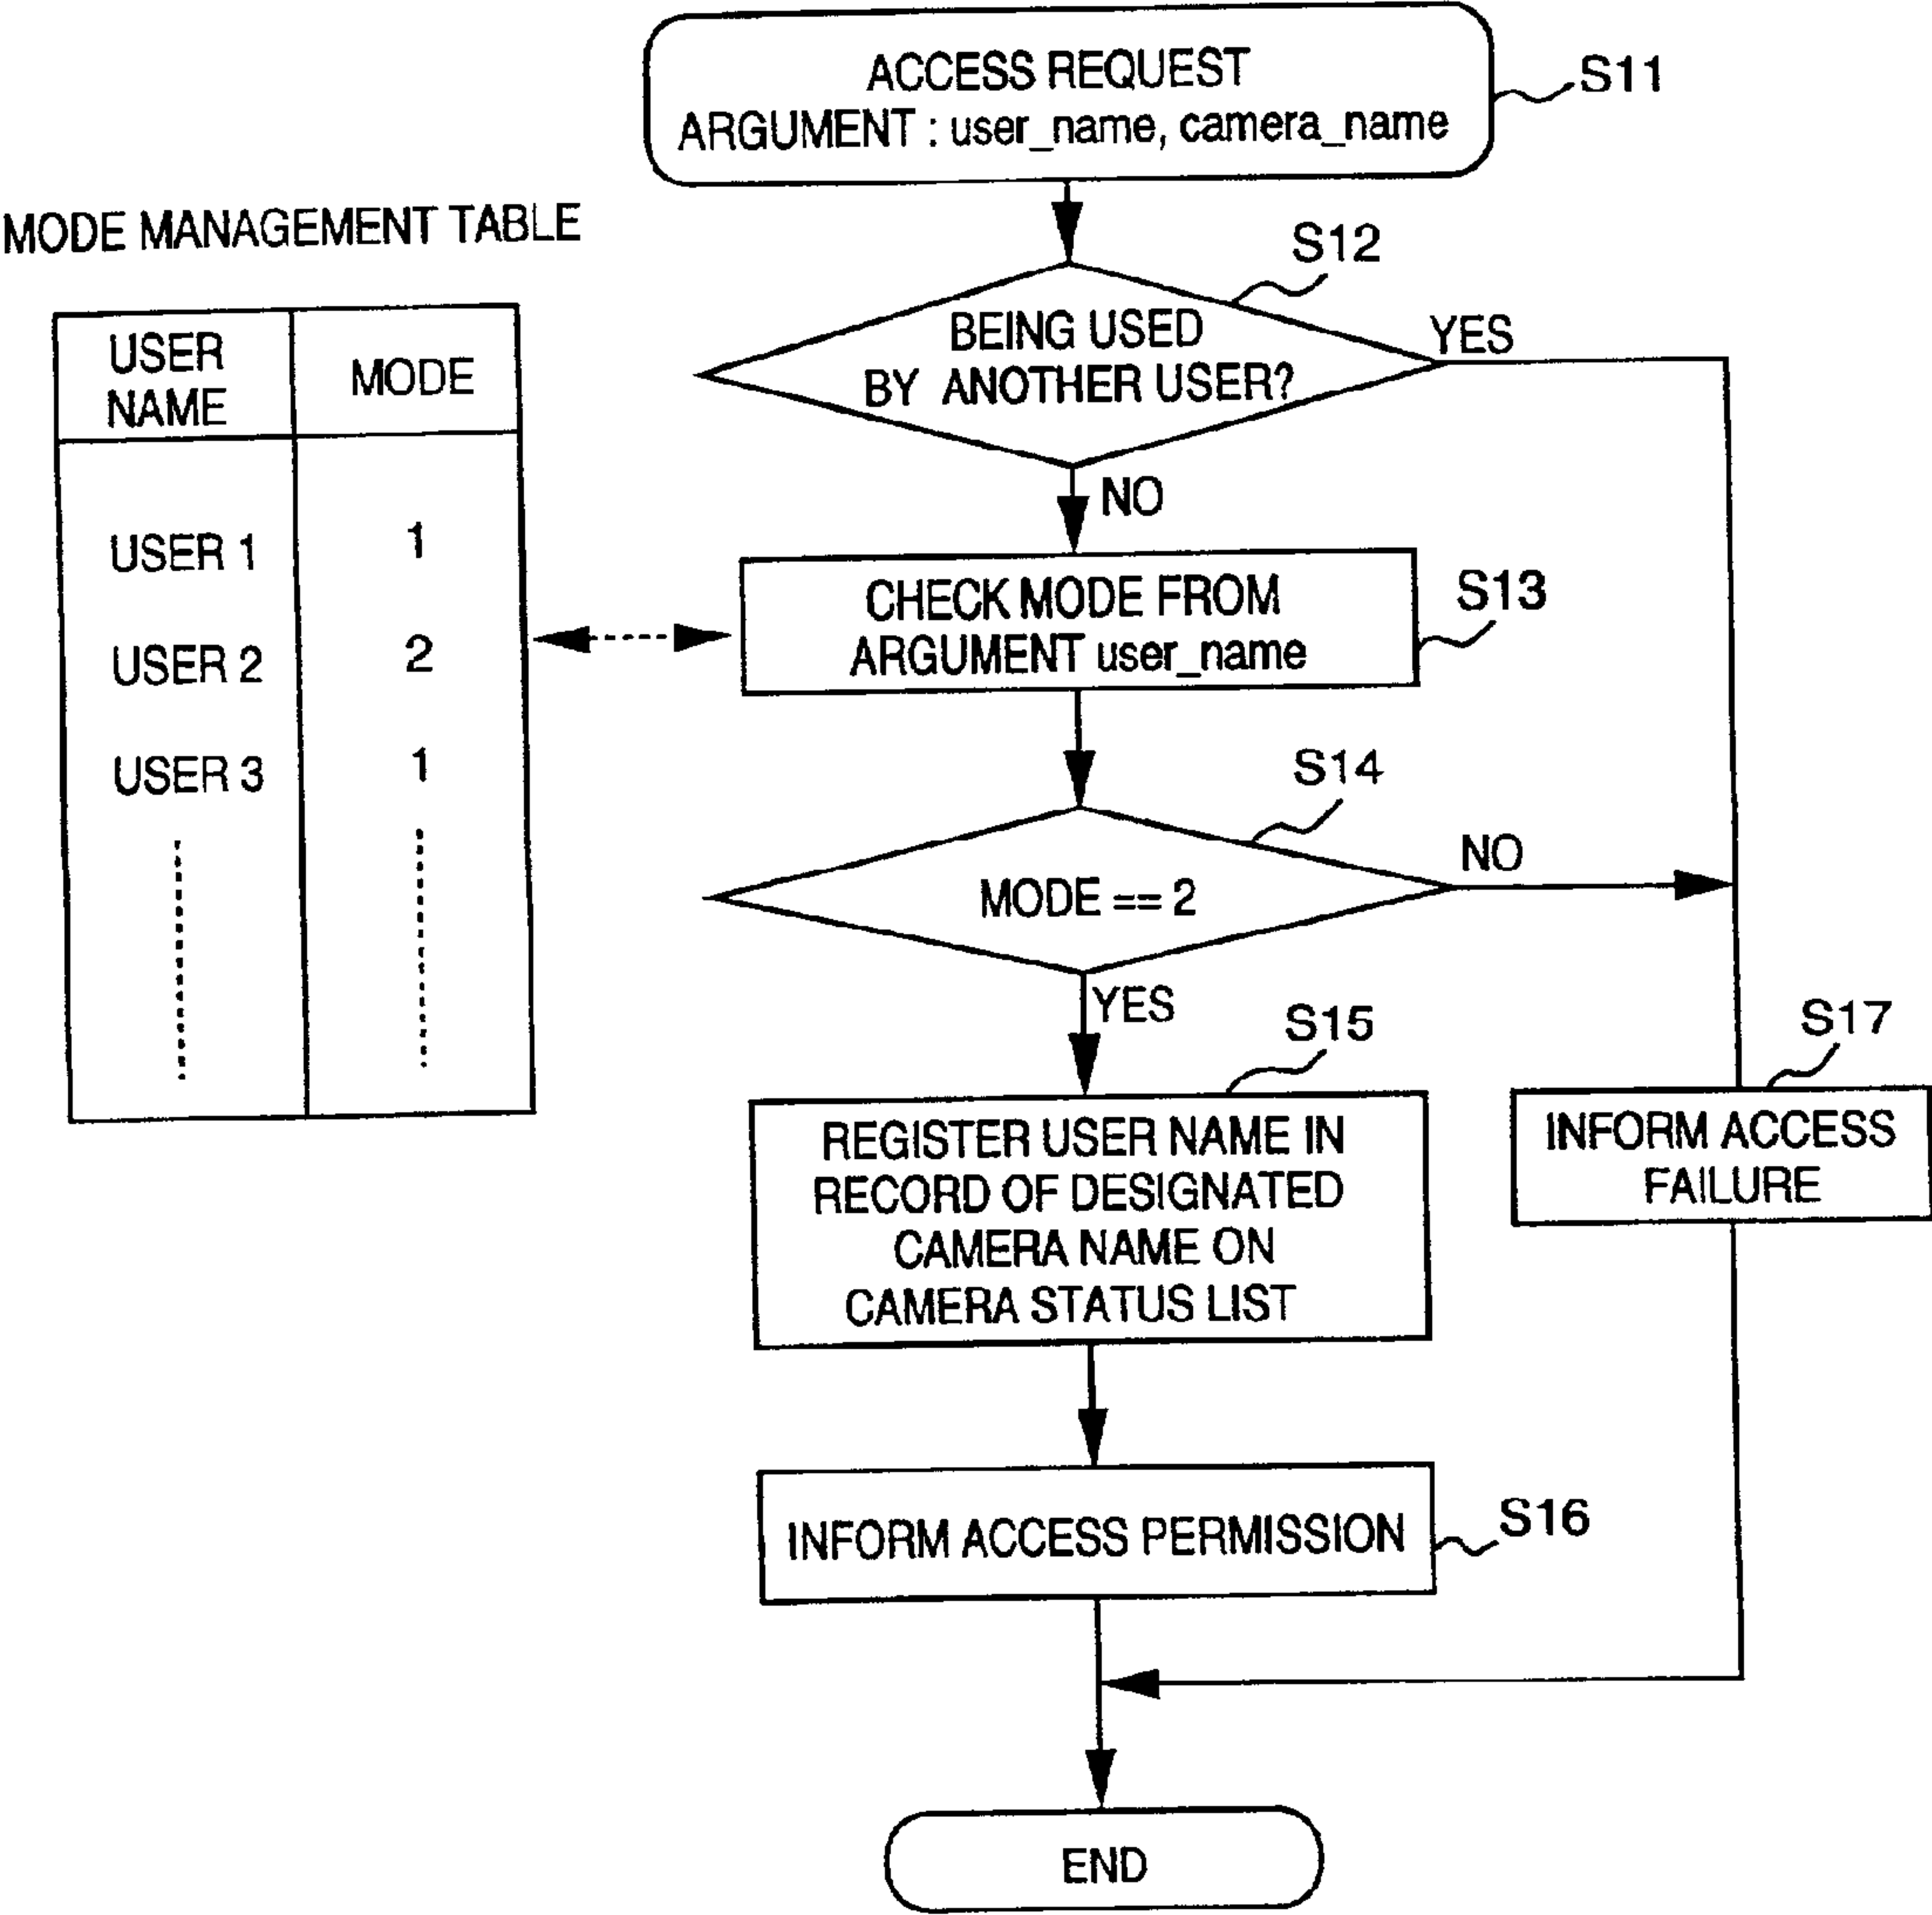 ACCESS REQUEST
ARGUMENT : user_name, camera_name
S11
MODE MANAGEMENT TABLE
USER
NAME
MODE
USER 1
1
USER 2
2
USER 3
1
S12
BEING USED
BY ANOTHER USER?
YES
NO
CHECK MODE FROM
ARGUMENT user_name
S13
S14
MODE == 2
NO
YES
S15
REGISTER USER NAME IN
RECORD OF DESIGNATED
CAMERA NAME ON
CAMERA STATUS LIST
S17
INFORM ACCESS
FAILURE
INFORM ACCESS PERMISSION
S16
END